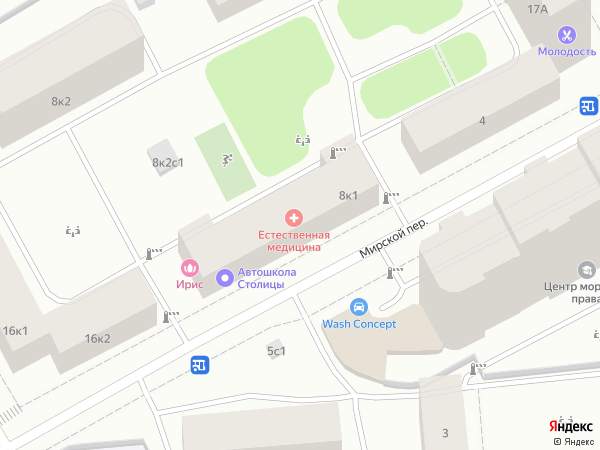 17А
Молодость
8к2
4
8к2с1
8к1
Естественная
медицина
Мирской пер.
Ирис
Автошкола
Столицы
Центр мор
права
Wash Concept
16к1
16к2
5с1
3
Яндекс
© Яндекс